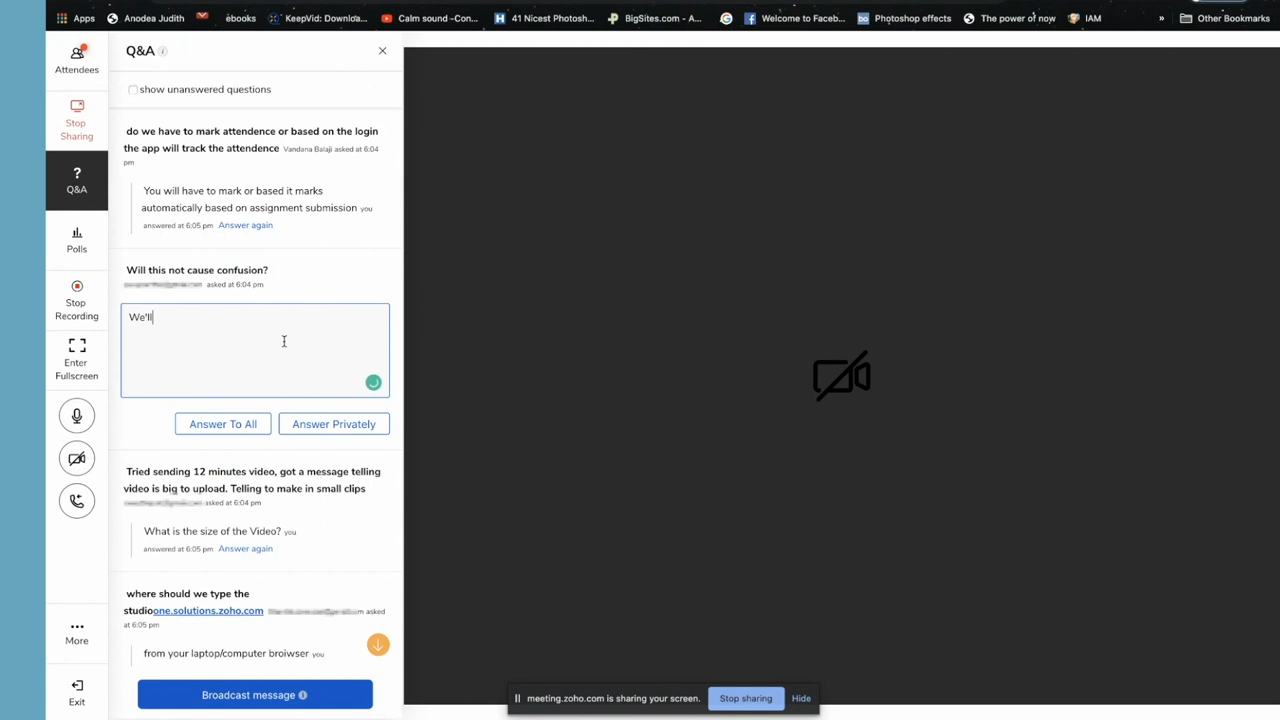 Apps
Anodea Judith
ebooks
KeepVid: Downloa...
Calm sound -Con...
41 Nicest Photosh...
BigSites.com - A...
Welcome to Faceb...
Photoshop effects
The power of now
IAM
»
Other Bookmarks
Attendees
Stop
Sharing
?
Q&A
Polls
Stop
Recording
Enter
Fullscreen
More
Exit
Q&A
show unanswered questions
do we have to mark attendence or based on the login
the app will track the attendence Vandana Balaji asked at 6:04
pm
You will have to mark or based it marks
automatically based on assignment submission you
answered at 6:05 pm Answer again
Will this not cause confusion?
asked at 6:04 pm
We'll
Answer To All
Answer Privately
Tried sending 12 minutes video, got a message telling
video is big to upload. Telling to make in small clips
asked at 6:04 pm
What is the size of the Video? you
answered at 6:05 pm Answer again
where should we type the
studioone.solutions.zoho.com asked
at 6:05 pm
from your laptop/computer broiwser you
Broadcast message
meeting.zoho.com is sharing your screen.
Stop sharing
Hide